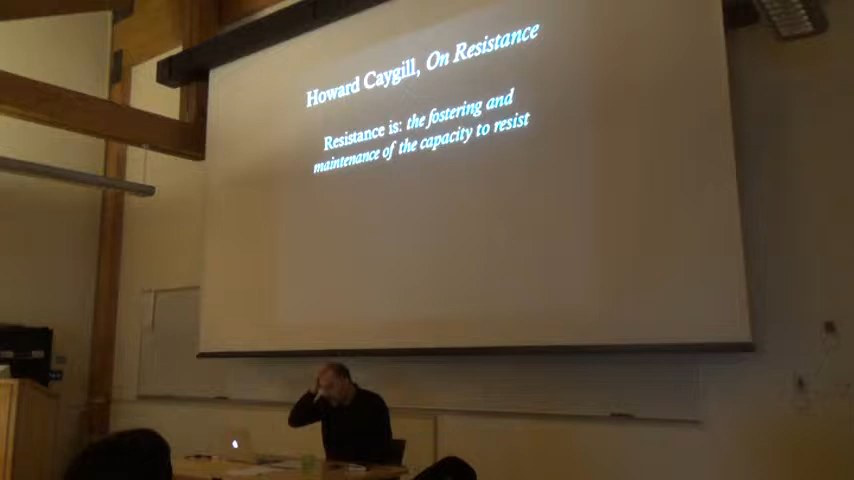 Howard Caygill, On Resistance
Resistance is: the fostering and
maintenance of the capacity to resist